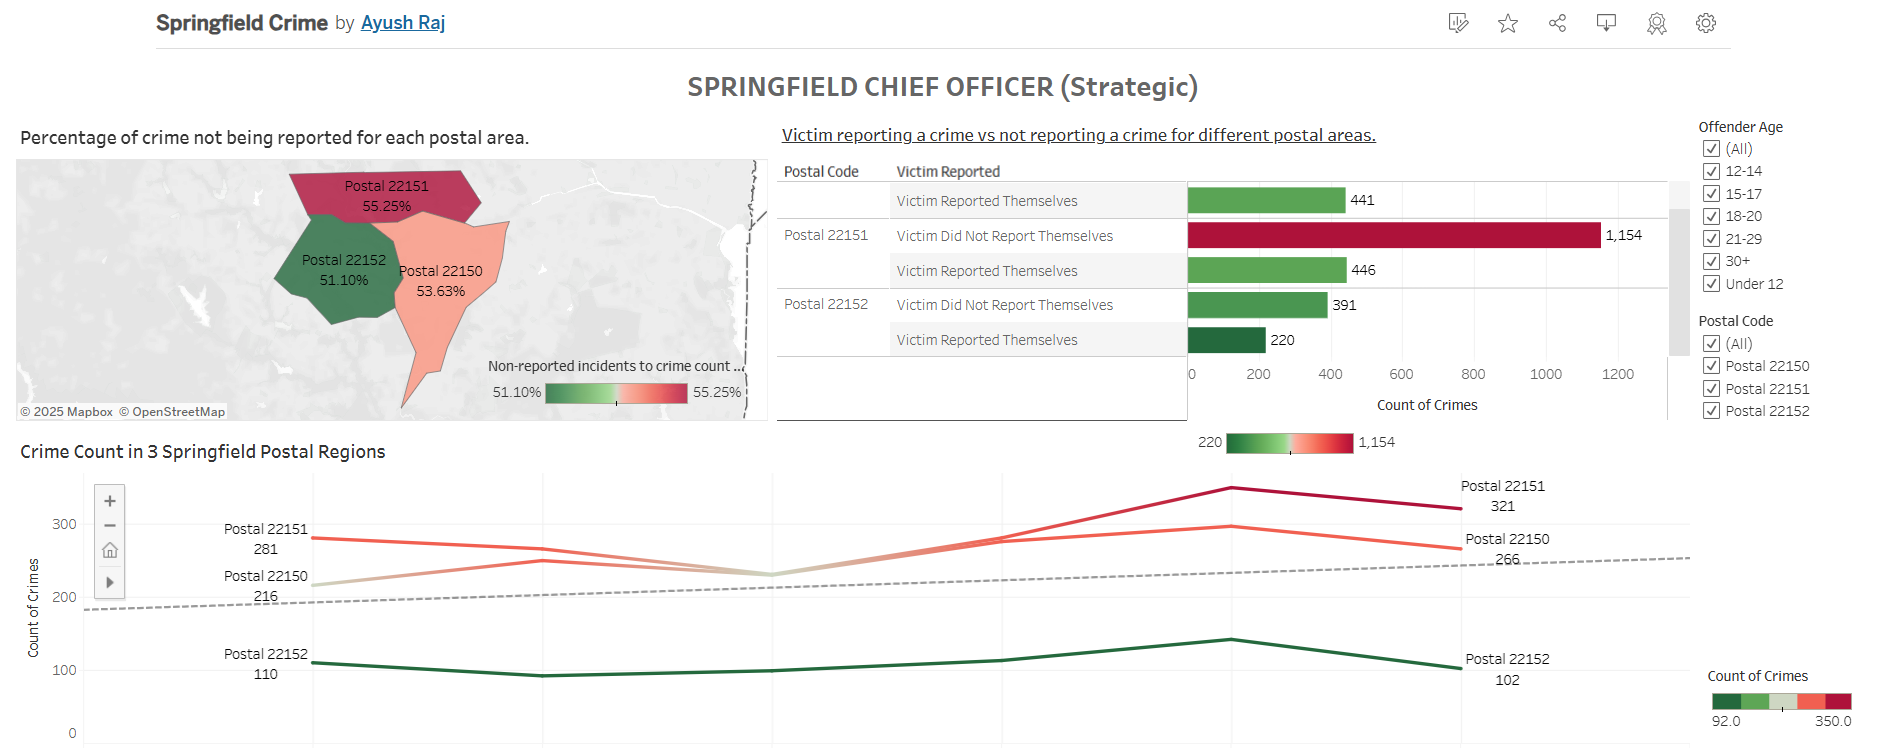 Springfield Crime by Ayush Raj
SPRINGFIELD CHIEF OFFICER (Strategic)
Percentage of crime not being reported for each postal area.
Postal 22151
55.25%
Postal 22152
51.10%
Postal 22150
53.63%
Non-reported incidents to crime count ...
51.10%
55.25%
© 2025 Mapbox © OpenStreetMap
Victim reporting a crime vs not reporting a crime for different postal areas.
Postal Code
Victim Reported
Victim Reported Themselves
441
Postal 22151
Victim Did Not Report Themselves
1,154
Victim Reported Themselves
446
Postal 22152
Victim Did Not Report Themselves
391
Victim Reported Themselves
220
0
200
400
600
800
1000
1200
Count of Crimes
220
1,154
Offender Age
(All)
12-14
15-17
18-20
21-29
30+
Under 12
Postal Code
(All)
Postal 22150
Postal 22151
Postal 22152
Crime Count in 3 Springfield Postal Regions
Count of Crimes
300
200
100
0
Postal 22151
281
Postal 22150
216
Postal 22152
110
Postal 22151
321
Postal 22150
266
Postal 22152
102
Count of Crimes
92.0
350.0